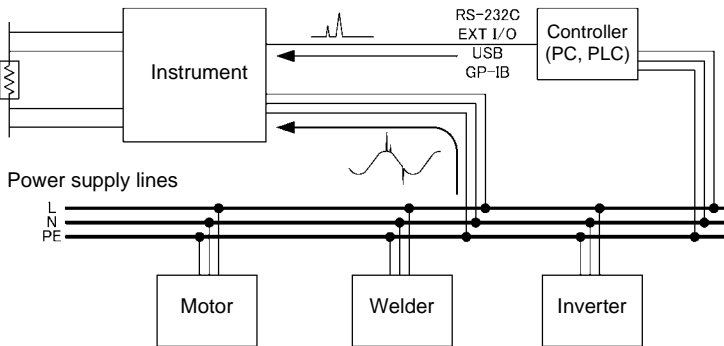 RS-232C
EXT I/O
USB
GP-IB
Controller
(PC, PLC)
Instrument
Power supply lines
L
N
PE
Motor
Welder
Inverter